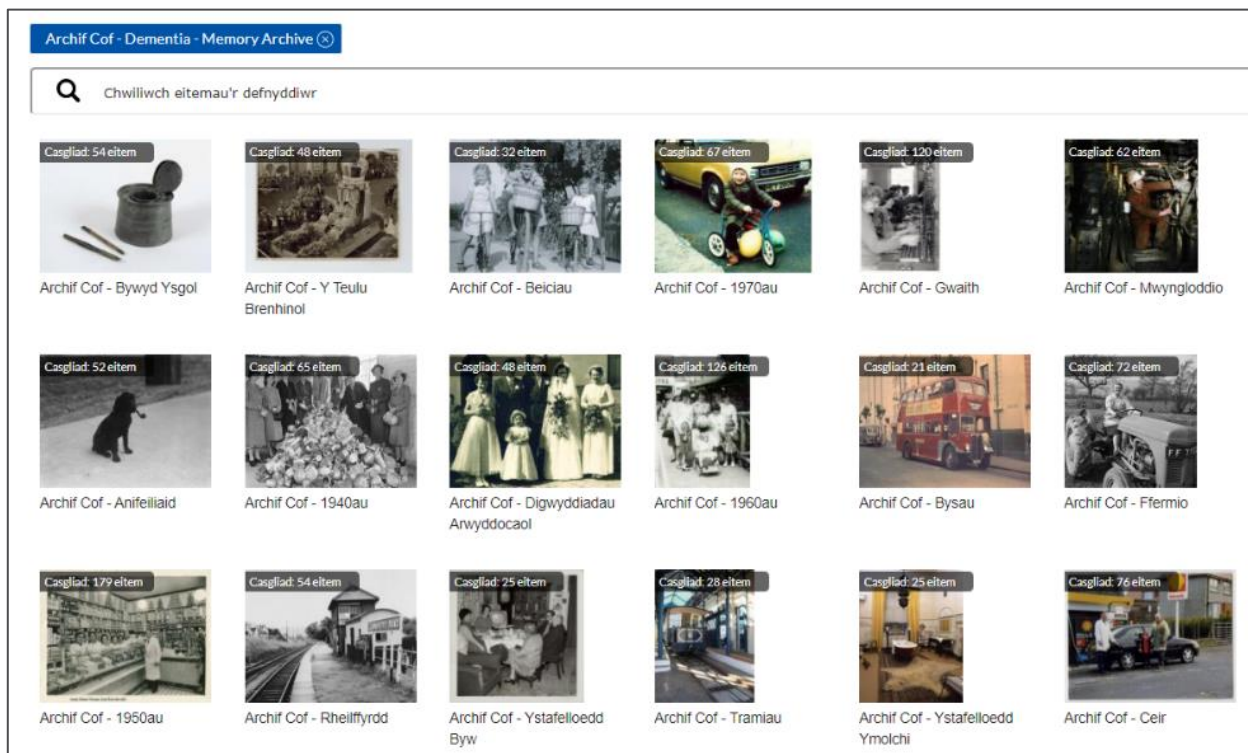 Archif Cof - Dementia - Memory Archive
Chwiliwch eitemau'r defnyddiwr
Casgliad: 54 eitem
Casgliad: 48 eitem
Casgliad: 32 eitem
Casgliad: 67 eitem
Casgliad: 120 eitem
Casgliad: 62 eitem
Archif Cof - Bywyd Ysgol
Archif Cof - Y Teulu
Brenhinol
Archif Cof - Beiciau
Archif Cof - 1970au
Archif Cof - Gwaith
Archif Cof - Mwyngloddio
Casgliad: 52 eitem
Casgliad: 65 eitem
Casgliad: 48 eitem
Casgliad: 126 eitem
Casgliad: 21 eitem
Casgliad: 72 eitem
Archif Cof - Anifeiliaid
Archif Cof - 1940au
Archif Cof - Digwyddiadau
Arwyddocaol
Archif Cof - 1960au
Archif Cof - Bysau
Archif Cof - Ffermio
Casgliad: 179 eitem
Casgliad: 54 eitem
Casgliad: 25 eitem
Casgliad: 28 eitem
Casgliad: 25 eitem
Casgliad: 76 eitem
Archif Cof - 1950au
Archif Cof - Rheilffyrdd
Archif Cof - Ystafelloedd
Byw
Archif Cof - Tramiau
Archif Cof - Ystafelloedd
Ymolchi
Archif Cof - Ceir